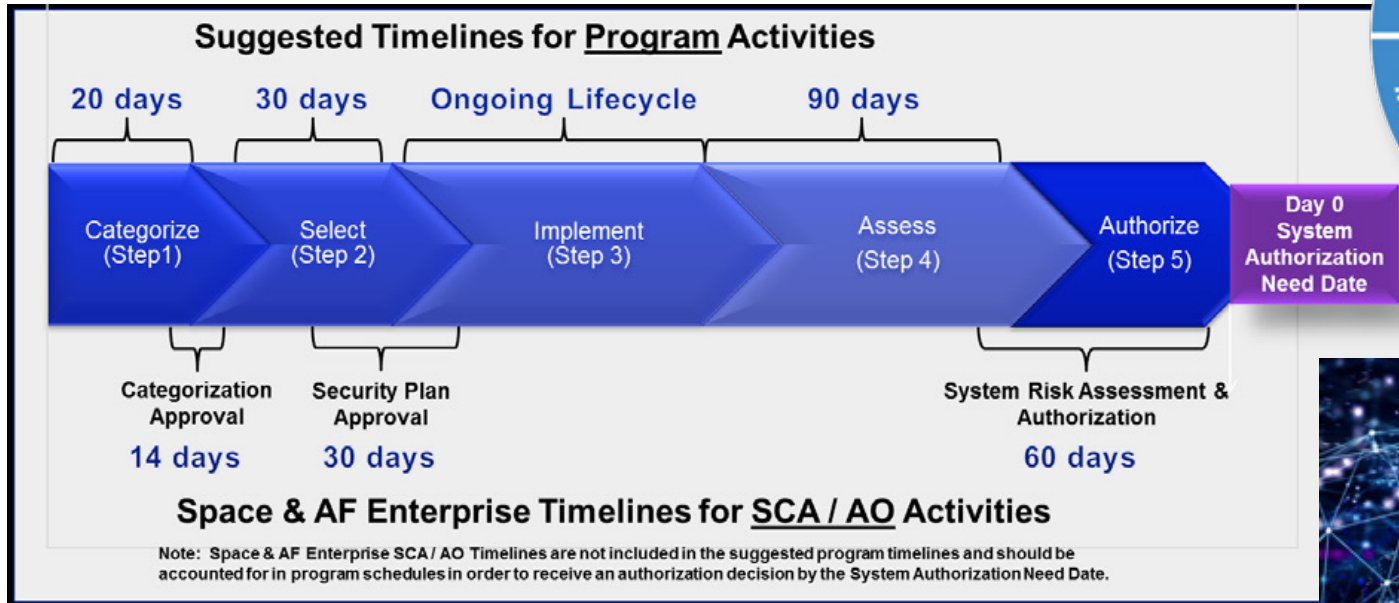 Suggested Timelines for Program Activities
20 days
30 days
Ongoing Lifecycle
90 days
Categorize
(Step1)
Select
(Step 2)
Implement
(Step 3)
Assess
(Step 4)
Authorize
(Step 5)
Day 0
System
Authorization
Need Date
Categorization
Approval
14 days
Security Plan
Approval
30 days
System Risk Assessment &
Authorization
60 days
Space & AF Enterprise Timelines for SCA / AO Activities
Note: Space & AF Enterprise SCA / AO Timelines are not included in the suggested program timelines and should be
accounted for in program schedules in order to receive an authorization decision by the System Authorization Need Date.